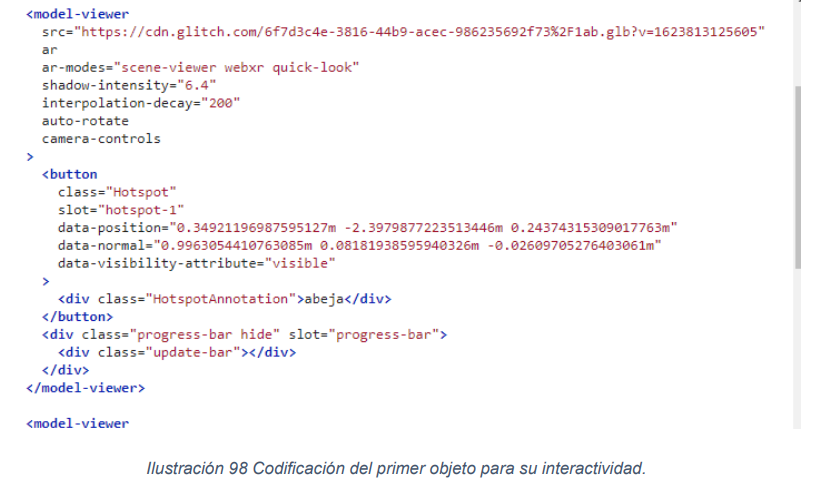 <model-viewer
src="https://cdn.glitch.com/6f7d3c4e-3816-44b9-acec-986235692f73%2F1ab.glb?v=1623813125605"
ar
ar-modes="scene-viewer webxr quick-look"
shadow-intensity="6.4"
interpolation-decay="200"
auto-rotate
camera-controls
>
<button
class="Hotspot"
slot="hotspot-1"
data-position="0.34921196987595127m -2.3979877223513446m 0.24374315309017763m"
data-normal="0.9963054410763085m 0.08181938595940326m -0.02609705276403061m"
data-visibility-attribute="visible"
>
<div class="HotspotAnnotation">abeja</div>
</button>
<div class="progress-bar hide" slot="progress-bar">
<div class="update-bar"></div>
</div>
</model-viewer>
<model-viewer
Ilustración 98 Codificación del primer objeto para su interactividad.